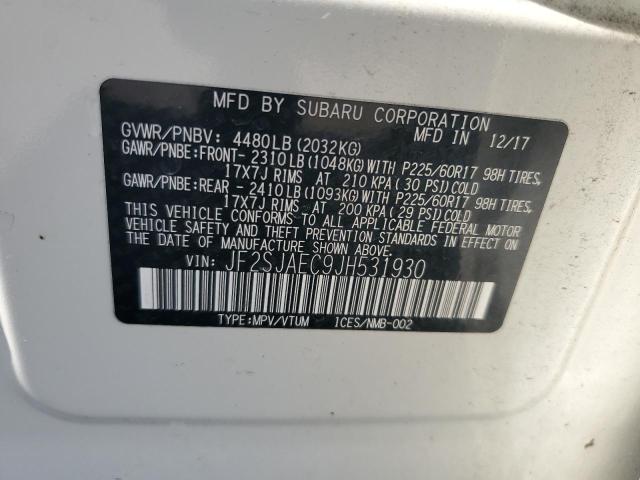 MFD BY SUBARU CORPORATION
GVWR/PNBV: 4480LB(2032KG) MFD IN 12/17
GAWR/PNBE:FRONT- 2310LB(1048KG)WITH P225/60R17 98H TIRES,
17X7J RIMS AT 210 KPA(30 PSI)COLD
GAWR/PNBE:REAR - 2410LB(1093KG)WITH P225/60R17 98H TIRES,
17X7J RIMS AT 200 KPA(29 PSI)COLD
THIS VEHICLE CONFORMS TO ALL APPLICABLE FEDERAL MOTOR
VEHICLE SAFETY, BUMPER, AND THEFT PREVENTION
STANDARDS IN EFFECT ON THE DATE OF MANUFACTURE SHOWN ABOVE.
VIN: JF2SJAEC9JH531930
TYPE:MPV/VTUM ICES/NMB-002